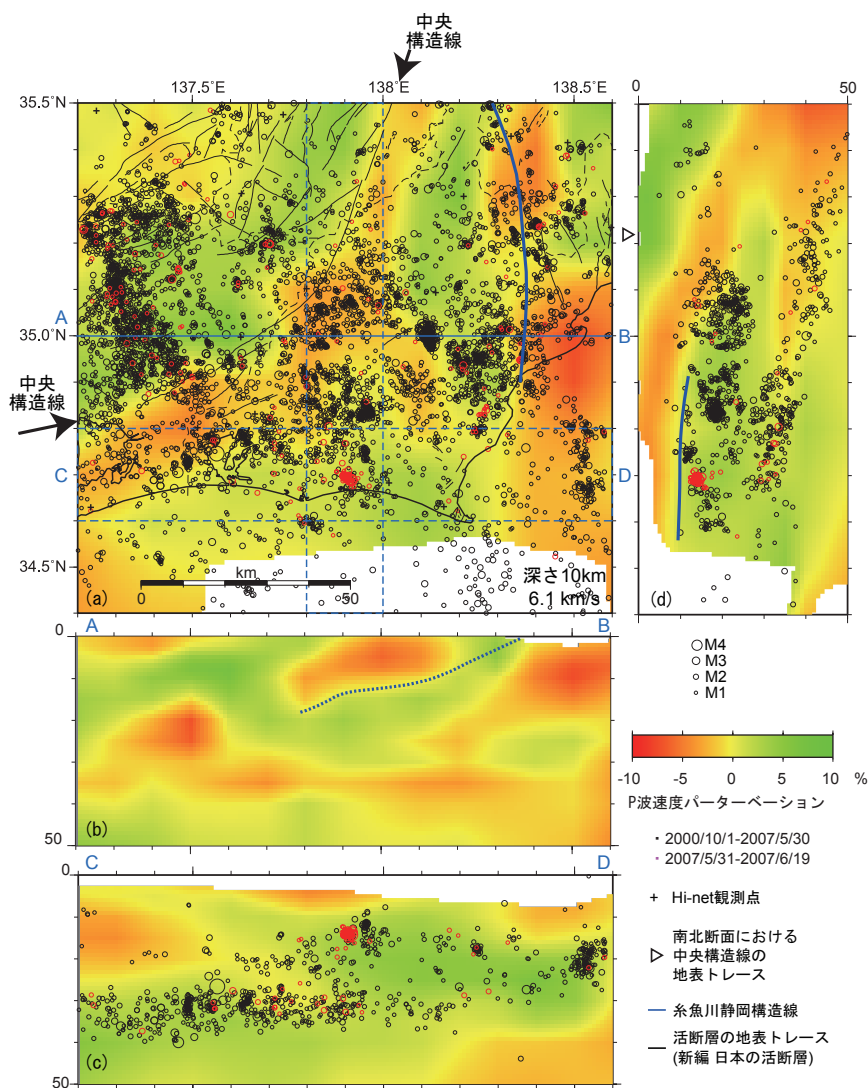 中央
構造線
137.5°E
138.0°E
138.5°E
0
50
35.5°N
A
35.0°N
B
中央
構造線
C
D
34.5°N
km
0
50
深さ10km
6.1 km/s
(a)
(d)
A
B
0
50
(b)
C
D
0
50
(c)
M4
M3
M2
M1
-10
-5
0
5
10
%
P波速度パーターベーション
2000/10/1-2007/5/30
2007/5/31-2007/6/19
Hi-net観測点
南北断面における
中央構造線の
地表トレース
糸魚川静岡構造線
活断層の地表トレース
(新編 日本の活断層)